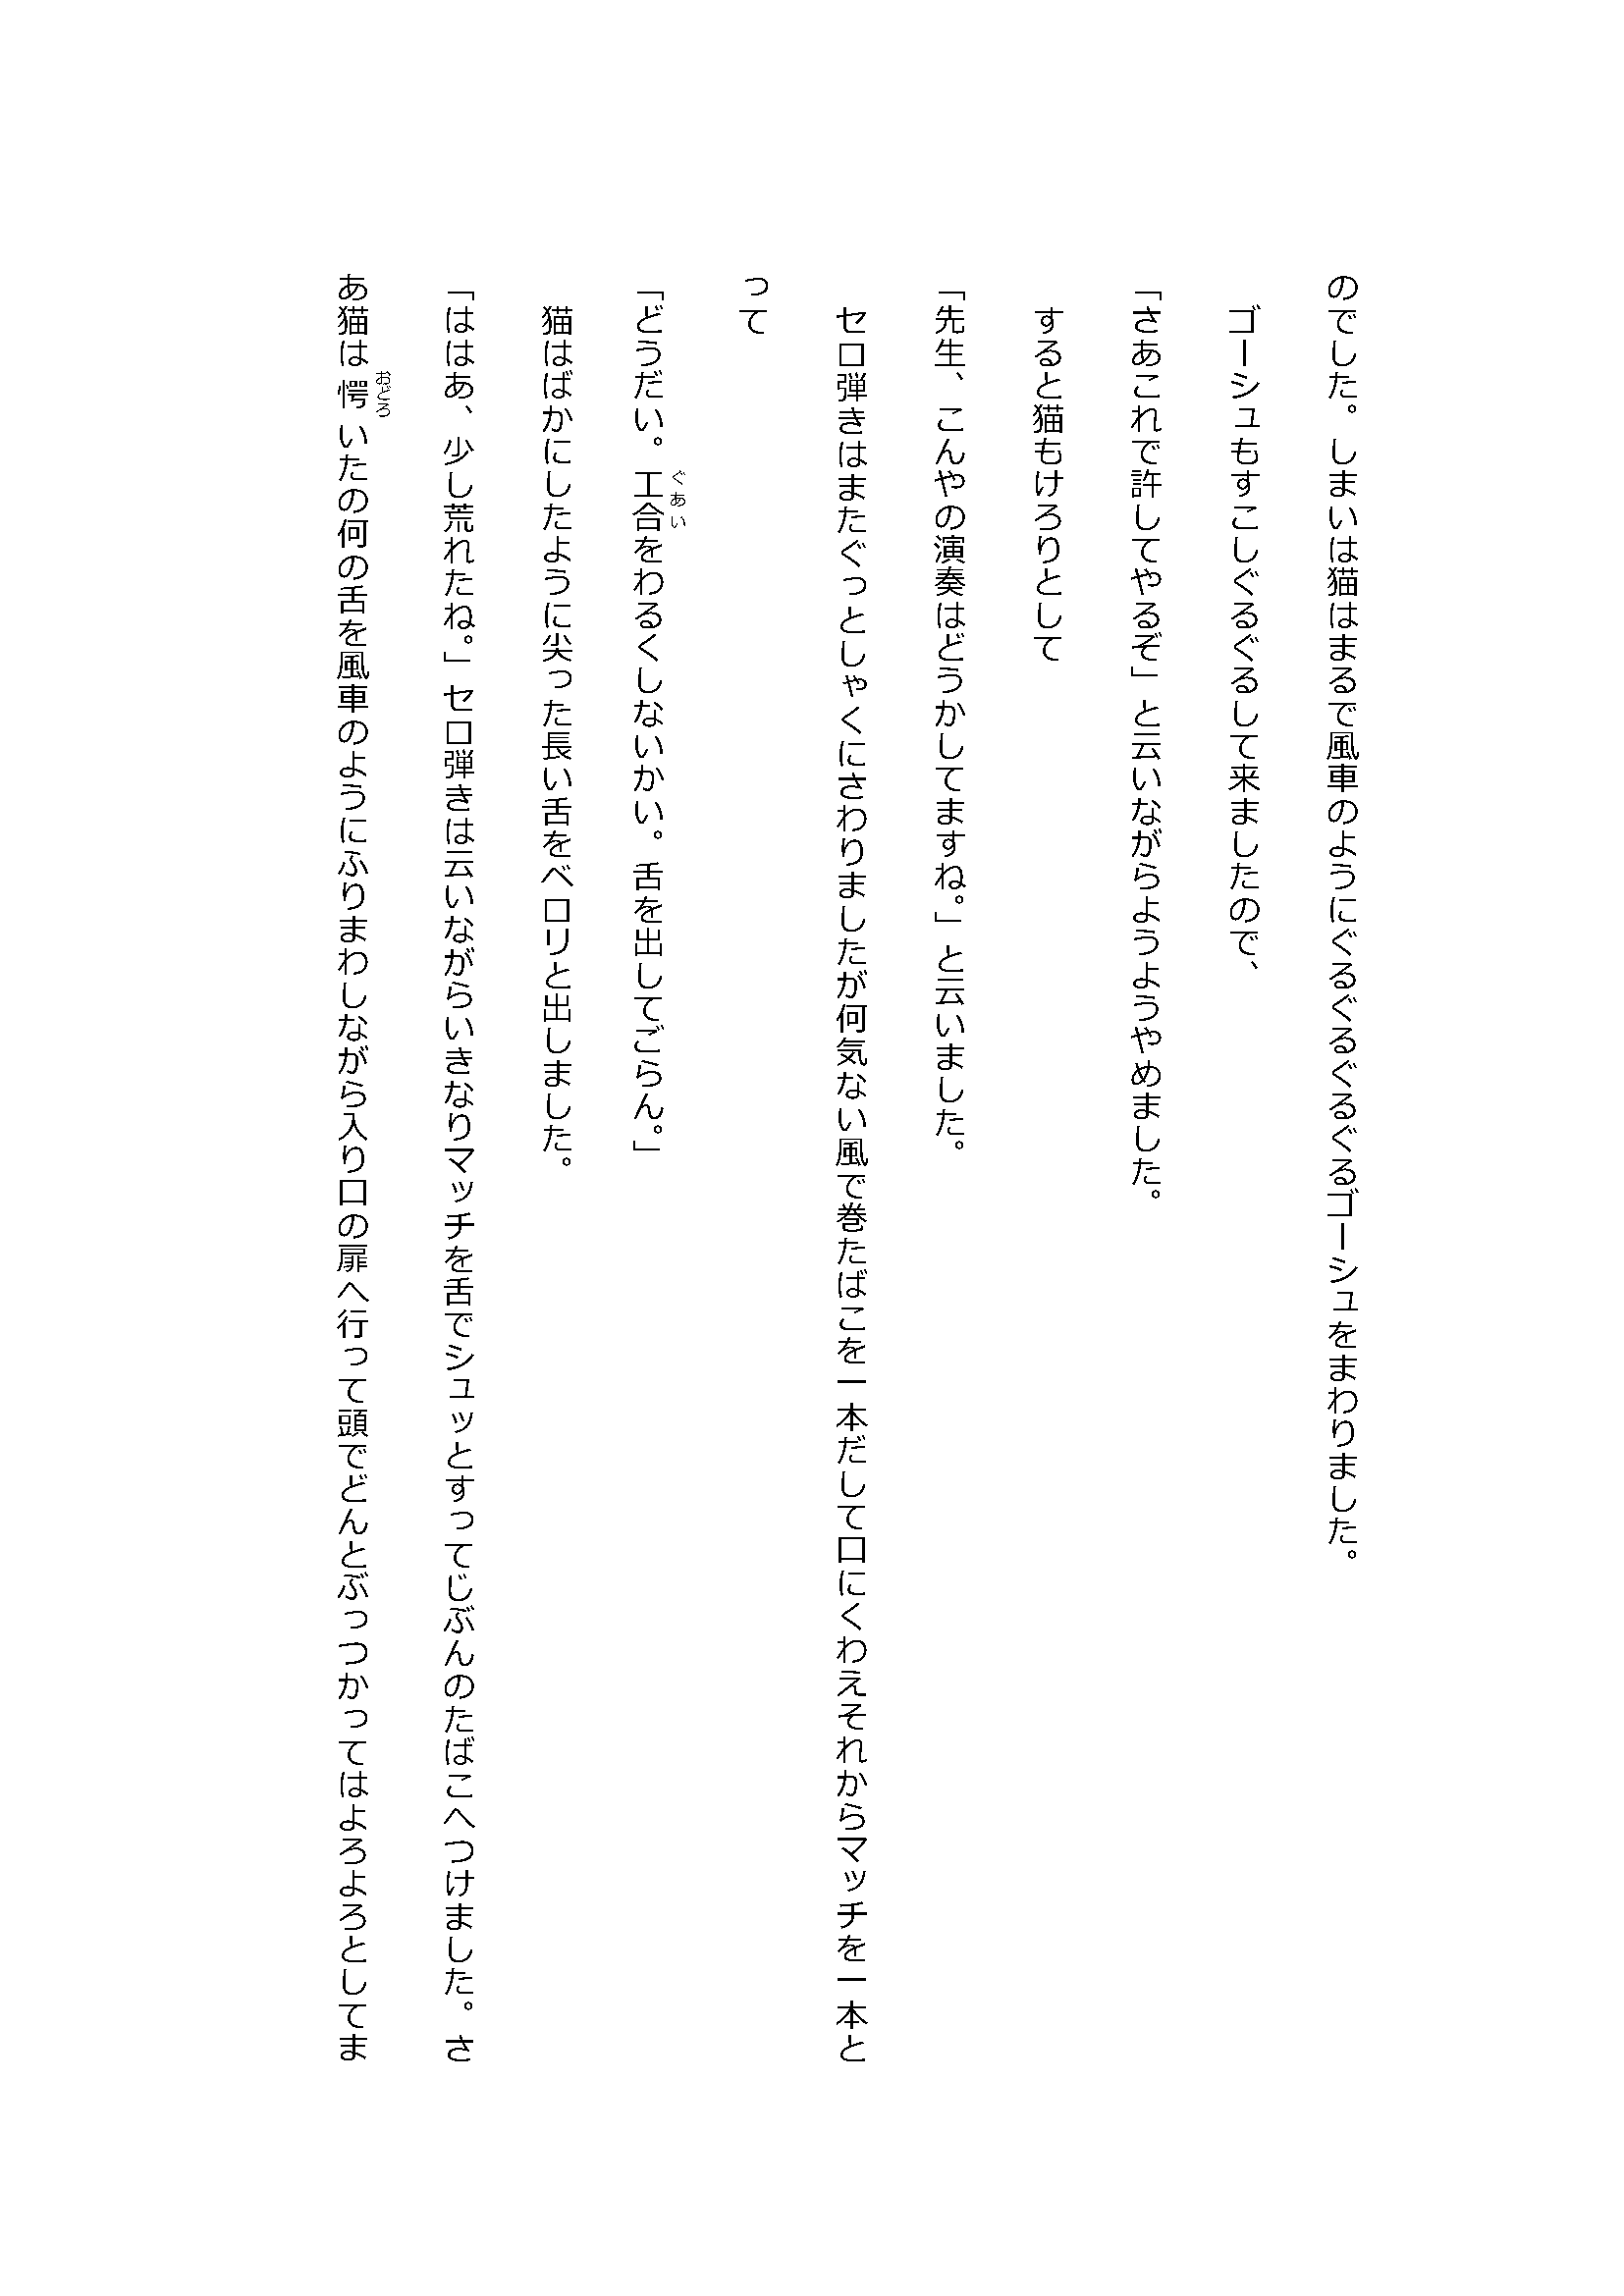 のでした。しまいは猫はまるで風車のようにぐるぐるぐるぐるゴーシュをまわりました。
　ゴーシュもすこしぐるぐるして来ましたので、
「さあこれで許してやるぞ」と云いながらようようやめました。
　すると猫もけろりとして
「先生、こんやの演奏はどうかしてますね。」と云いました。
　セロ弾きはまたぐっとしゃくにさわりましたが何気ない風で巻たばこを一本だして口にくわえそれからマッチを一本と
って
「どうだい。工合をわるくしないかい。舌を出してごらん。」
ぐあい
　猫はばかにしたように尖った長い舌をベロリと出しました。
「ははあ、少し荒れたね。」セロ弾きは云いながらいきなりマッチを舌でシュッとすってじぶんのたばこへつけました。さ
あ猫は愕いたの何の舌を風車のようにふりまわしながら入り口の扉へ行って頭でどんとぶっつかってはよろよろとしてま
おどろ